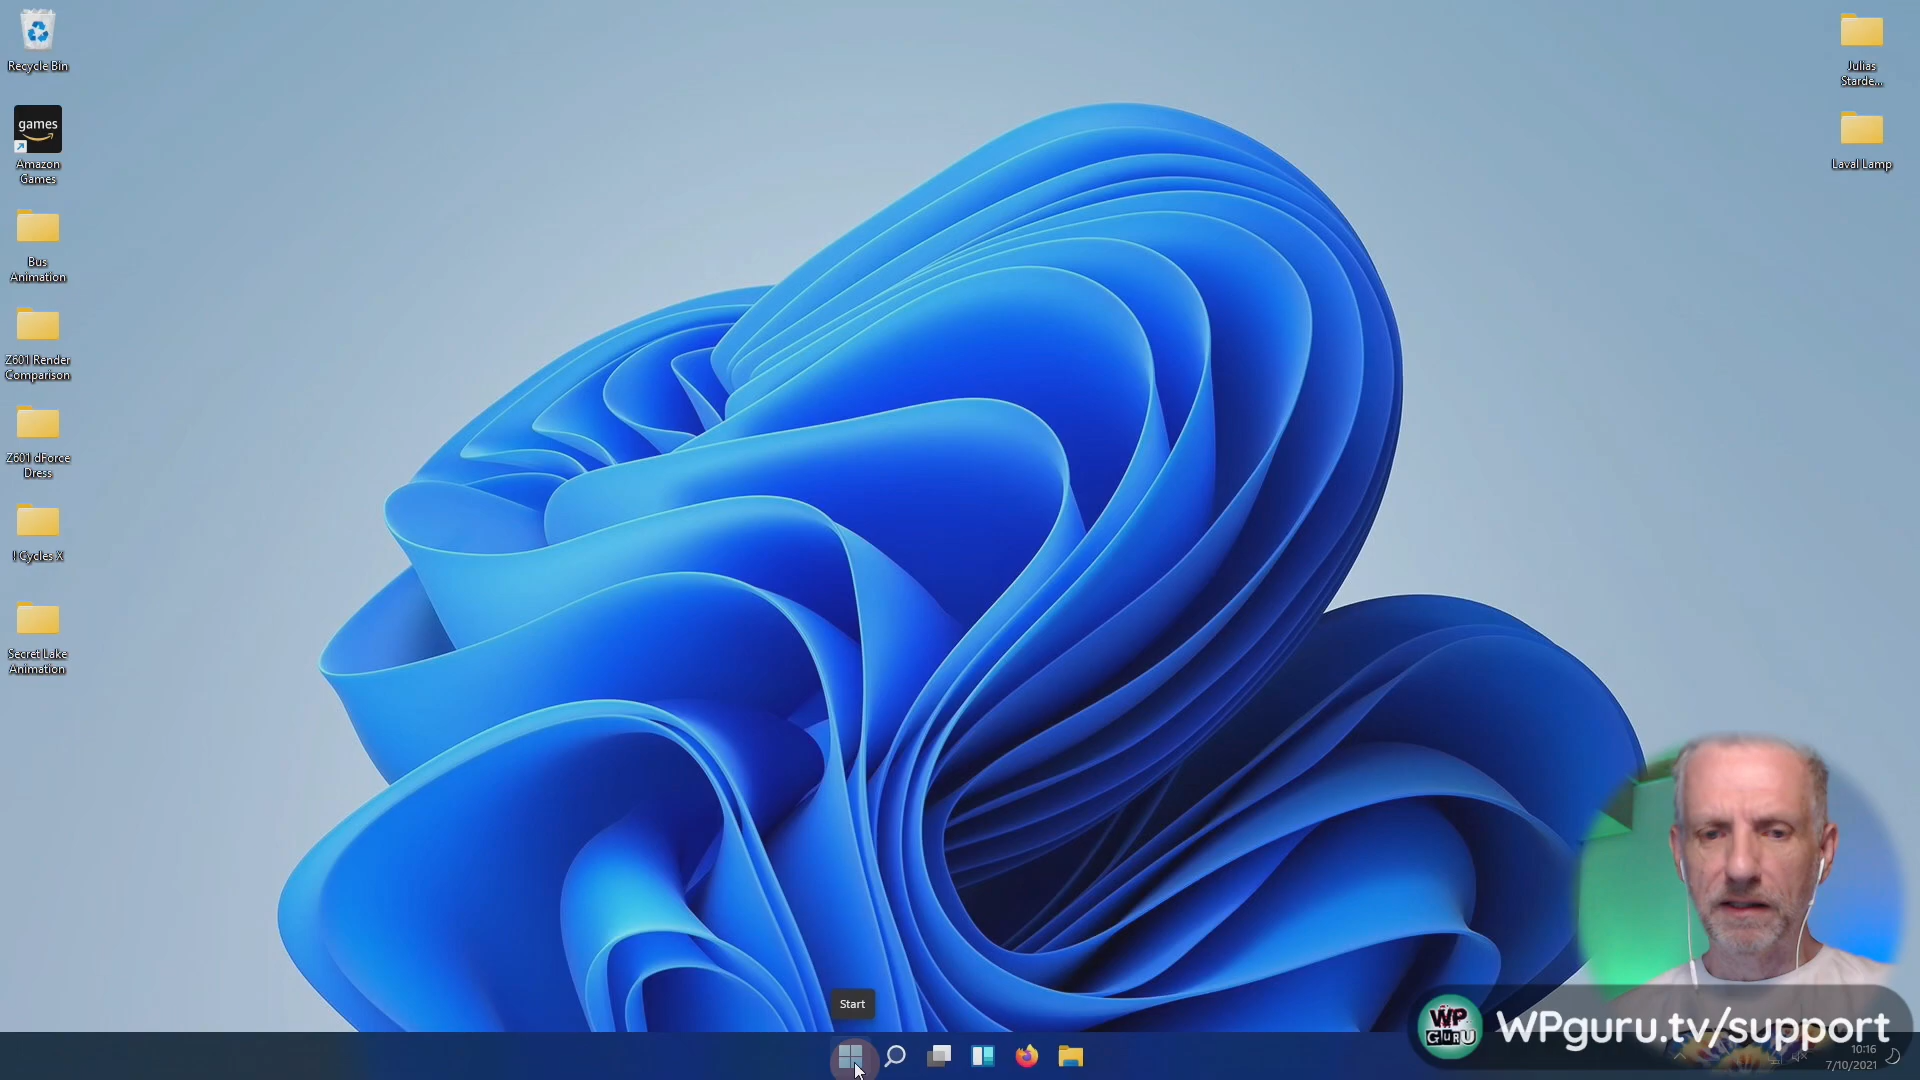 Recycle Bin
games
Amazon
Games
Bus
Animation
Z601 Render
Comparison
Z601 dForce
Dress
! Cycles X
Secret Lake
Animation
Julias
Starde...
Laval Lamp
Start
WP
GURU
WPguru.tv/support
10:16
7/10/2021